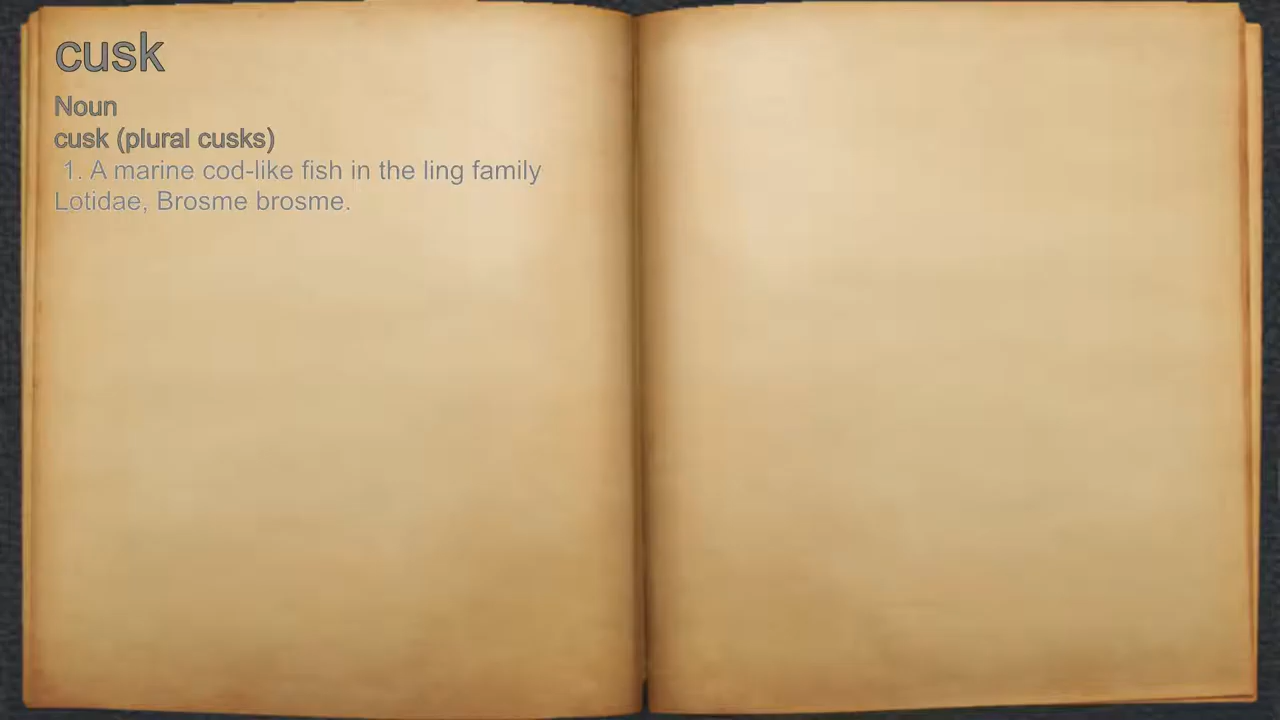 cusk
Noun
cusk (plural cusks)
1. A marine cod-like fish in the ling family
Lotidae, Brosme brosme.